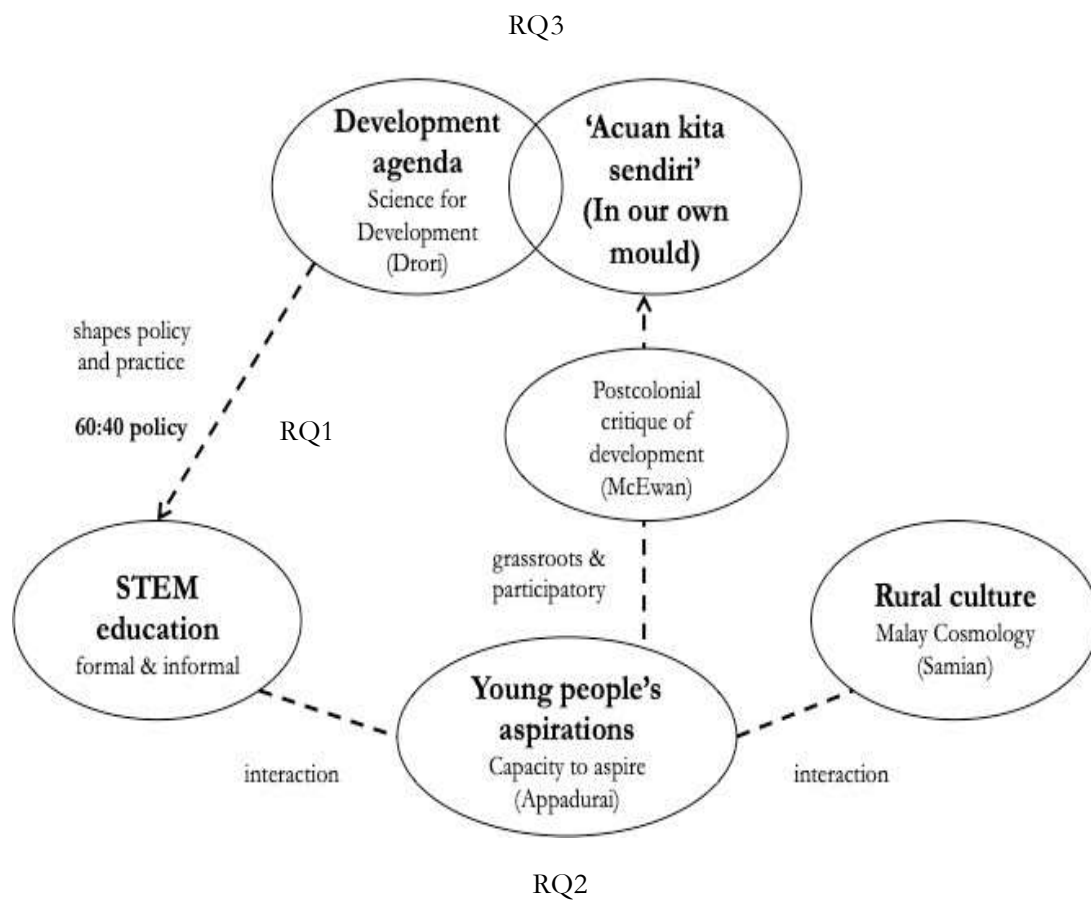 RQ3
Development
agenda
Science for
Development
(Drori)
‘Acuan kita
sendiri’
(In our own
mould)
shapes policy
and practice
60:40 policy
RQ1
Postcolonial
critique of
development
(McEwan)
grassroots &
participatory
STEM
education
formal & informal
Rural culture
Malay Cosmology
(Samian)
Young people’s
aspirations
Capacity to aspire
(Appadurai)
interaction
interaction
RQ2